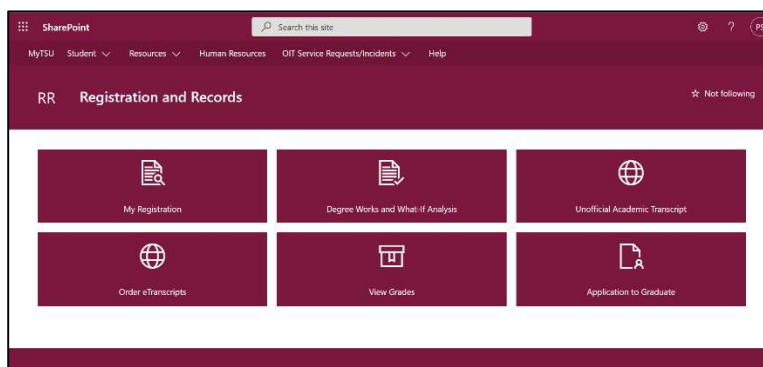 SharePoint Search this site ? PS
MyTSU Student Resources Human Resources OIT Service Requests/Incidents Help
RR Registration and Records Not following
My Registration Degree Works and What-If Analysis Unofficial Academic Transcript
Order eTranscripts View Grades Application to Graduate